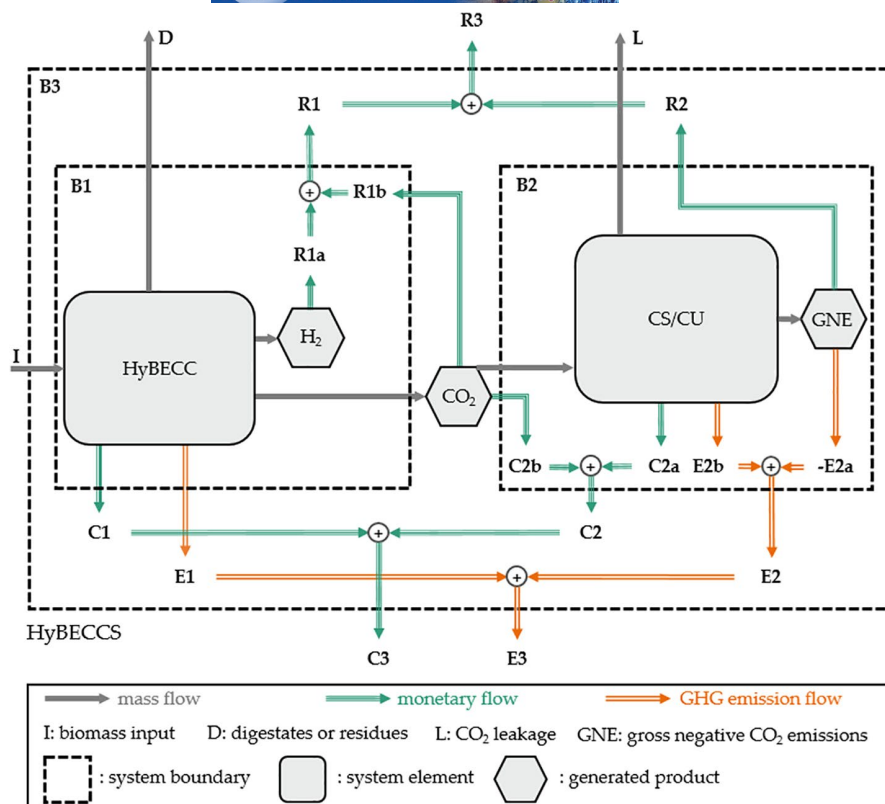 D
R3
L
B3
R1
R2
B1
R1b
B2
R1a
H₂
CS/CU
GNE
I
HyBECC
CO₂
C2b
C2a
E2b
-E2a
C1
C2
E1
E2
HyBECCS
C3
E3
mass flow
monetary flow
GHG emission flow
I: biomass input D: digestates or residues L: CO₂ leakage GNE: gross negative CO₂ emissions
: system boundary : system element : generated product